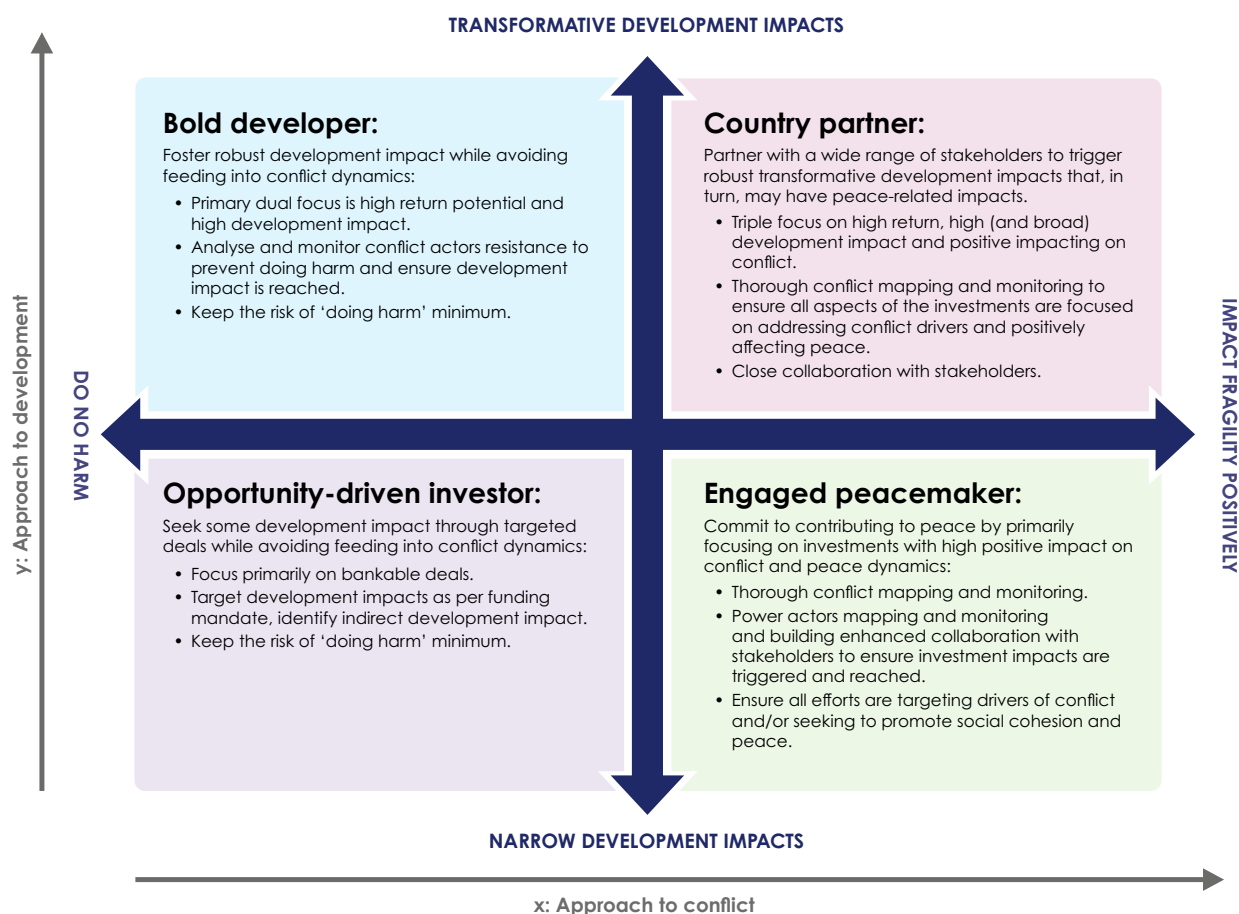 TRANSFORMATIVE DEVELOPMENT IMPACTS
Bold developer:
Foster robust development impact while avoiding
feeding into conflict dynamics:
• Primary dual focus is high return potential and
high development impact.
• Analyse and monitor conflict actors resistance to
prevent doing harm and ensure development
impact is reached.
• Keep the risk of ‘doing harm’ minimum.
Country partner:
Partner with a wide range of stakeholders to trigger
robust transformative development impacts that, in
turn, may have peace-related impacts.
• Triple focus on high return, high (and broad)
development impact and positive impacting on
conflict.
• Thorough conflict mapping and monitoring to
ensure all aspects of the investments are focused
on addressing conflict drivers and positively
affecting peace.
• Close collaboration with stakeholders.
y: Approach to development
DO NO HARM
IMPACT FRAGILITY POSITIVELY
Opportunity-driven investor:
Seek some development impact through targeted
deals while avoiding feeding into conflict dynamics:
• Focus primarily on bankable deals.
• Target development impacts as per funding
mandate, identify indirect development impact.
• Keep the risk of ‘doing harm’ minimum.
Engaged peacemaker:
Commit to contributing to peace by primarily
focusing on investments with high positive impact on
conflict and peace dynamics:
• Thorough conflict mapping and monitoring.
• Power actors mapping and monitoring
and building enhanced collaboration with
stakeholders to ensure investment impacts are
triggered and reached.
• Ensure all efforts are targeting drivers of conflict
and/or seeking to promote social cohesion and
peace.
NARROW DEVELOPMENT IMPACTS
x: Approach to conflict